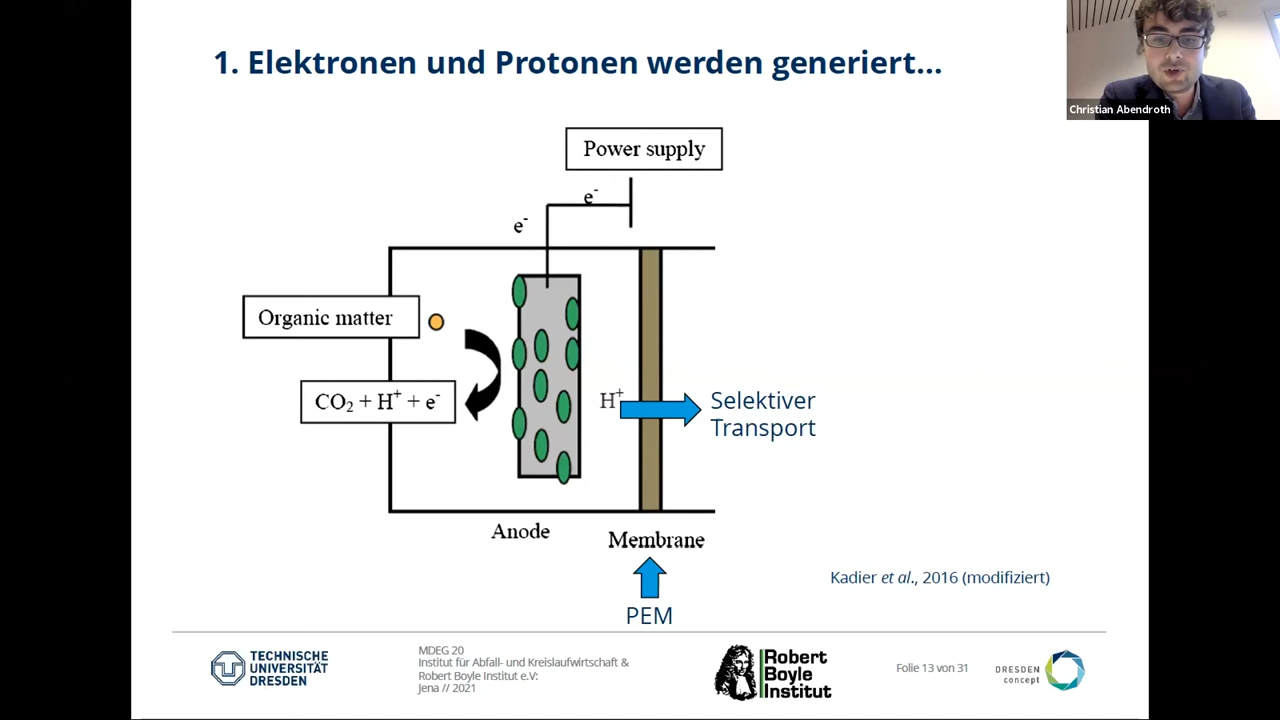 1. Elektronen und Protonen werden generiert...
Christian Abendroth
Power supply
e-
e-
Organic matter
CO2 + H+ + e-
H+
Selektiver
Transport
Anode
Membrane
PEM
Kadier et al., 2016 (modifiziert)
TECHNISCHE
UNIVERSITÄT
DRESDEN
MDEG 20
Institut für Abfall- und Kreislaufwirtschaft &
Robert Boyle Institut e.V:
Jena // 2021
Robert
Boyle
Institut
Folie 13 von 31
DRESDEN
concept